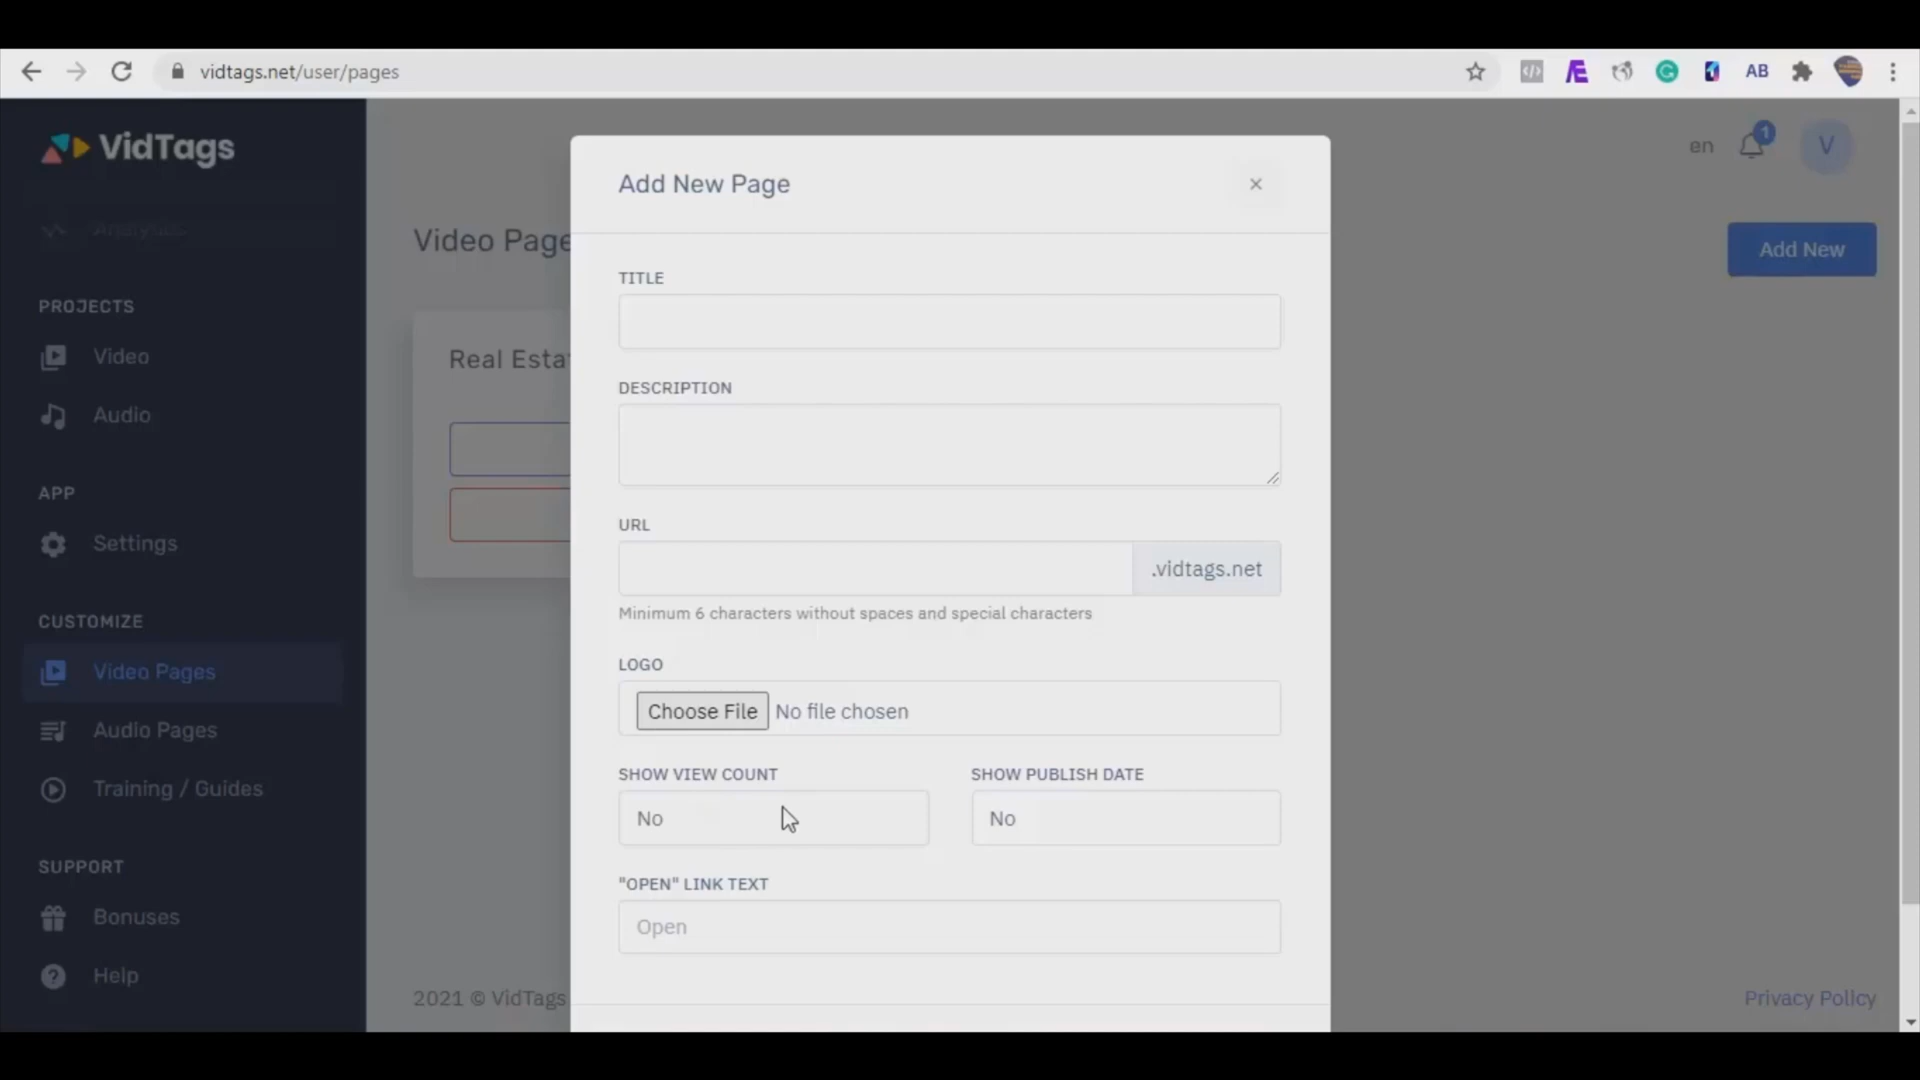 vidtags.net/user/pages
AB
VidTags
Analytics
PROJECTS
Video
Audio
APP
Settings
CUSTOMIZE
Video Pages
Audio Pages
Training / Guides
SUPPORT
Bonuses
Help
en
1
V
Video Page
Add New
Real Esta
Add New Page
×
TITLE
DESCRIPTION
URL
.vidtags.net
Minimum 6 characters without spaces and special characters
LOGO
Choose File No file chosen
SHOW VIEW COUNT
SHOW PUBLISH DATE
No
No
"OPEN" LINK TEXT
Open
2021 © VidTags
Privacy Policy